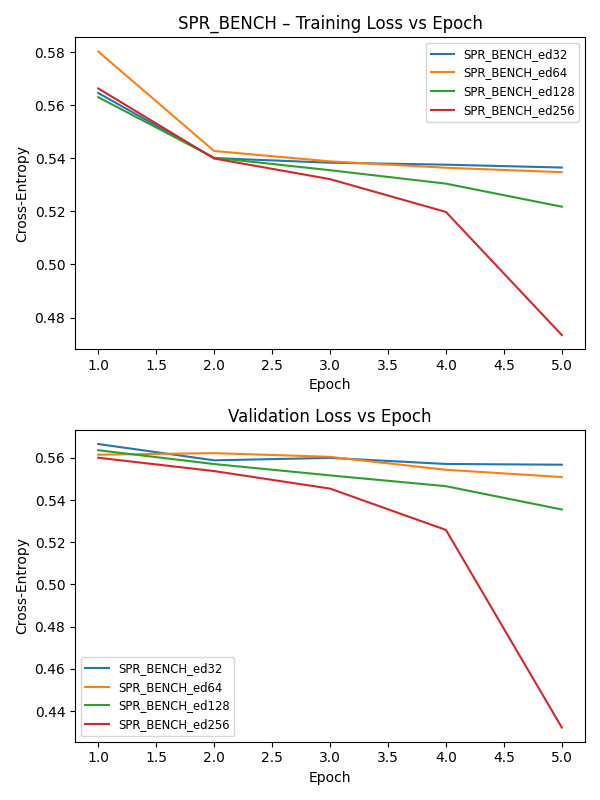 SPR_BENCH – Training Loss vs Epoch
Cross-Entropy
0.58
0.56
0.54
0.52
0.50
0.48
SPR_BENCH_ed32
SPR_BENCH_ed64
SPR_BENCH_ed128
SPR_BENCH_ed256
1.0 1.5 2.0 2.5 3.0 3.5 4.0 4.5 5.0
Epoch
Validation Loss vs Epoch
Cross-Entropy
0.56
0.54
0.52
0.50
0.48
0.46
0.44
SPR_BENCH_ed32
SPR_BENCH_ed64
SPR_BENCH_ed128
SPR_BENCH_ed256
1.0 1.5 2.0 2.5 3.0 3.5 4.0 4.5 5.0
Epoch